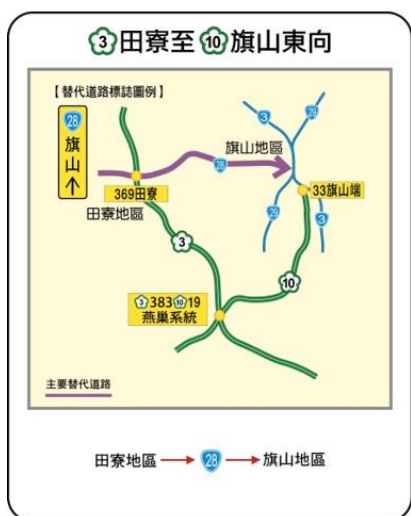 3 田寮至 10 旗山東向
【替代道路標誌圖例】
28
旗
山
↑
3
29
旗山地區
28
369田寮
33旗山端
田寮地區
29
3
3
10
3 383 10 19
燕巢系統
主要替代道路
田寮地區 → 28 → 旗山地區